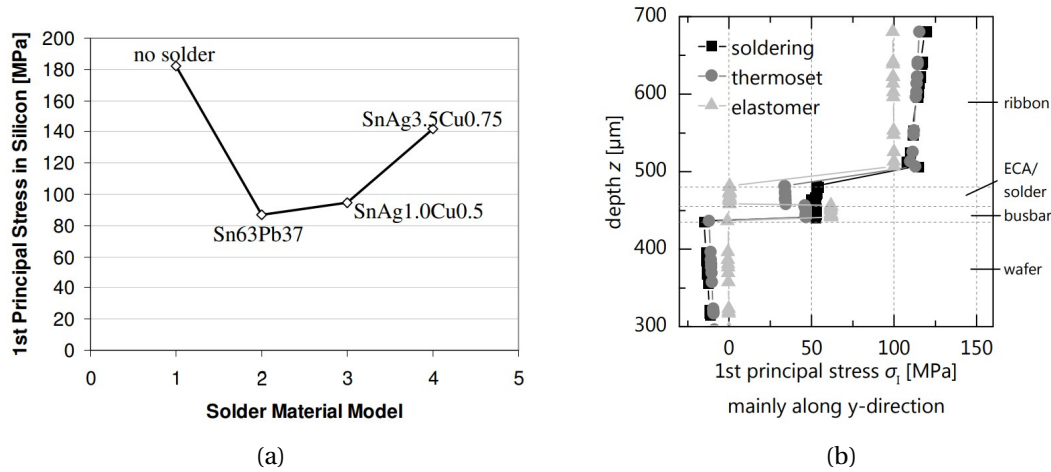 1st Principal Stress in Silicon [MPa]
200
180
160
140
120
100
80
60
40
20
0
no solder
SnAg3.5Cu0.75
SnAg1.0Cu0.5
Sn63Pb37
0 1 2 3 4 5
Solder Material Model
(a)
depth z [µm]
700
600
500
400
300
soldering
thermoset
elastomer
ribbon
ECA/
solder
busbar
wafer
0 50 100 150
1st principal stress σI [MPa]
mainly along y-direction
(b)